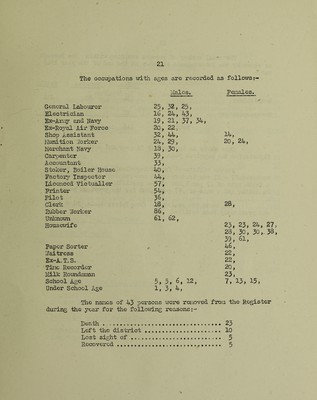 21
The occupations with ages are recorded as follows:-
Males. Females.
General Labourer 25, 32, 25,
Electrician 16, 24, 43,
Ex-Army and Navy 19, 21, 37, 34,
Ex-Royal Air Force 20, 22,
Shop Assistant 32, 44, 14,
Munition Worker 24, 29, 20, 24,
Merchant Navy 18, 30,
Carpenter 39,
Accountant 33,
Stoker, Boiler House 40,
Factory Inspector 44,
Licensed Victualler 57,
Printer 54,
Pilot 36,
Clerk 18, 28,
Rubber Worker 86,
Unknown 61, 62,
Housewife 23, 23, 24, 27,
28, 30, 30, 38,
39, 61,
Paper Sorter 46,
Waitress 22,
Ex-A.T.S. 22,
Time Recorder 20,
Milk Roundsman 23,
School Age 5, 5, 6, 12, 7, 13, 15,
Under School Age 1, 3, 4,
The names of 43 persons were removed from the Register
during the year for the following reasons:-
Death ................................ 23
Left the district ..................... 10
Lost sight of ......................... 5
Recovered ............................. 5